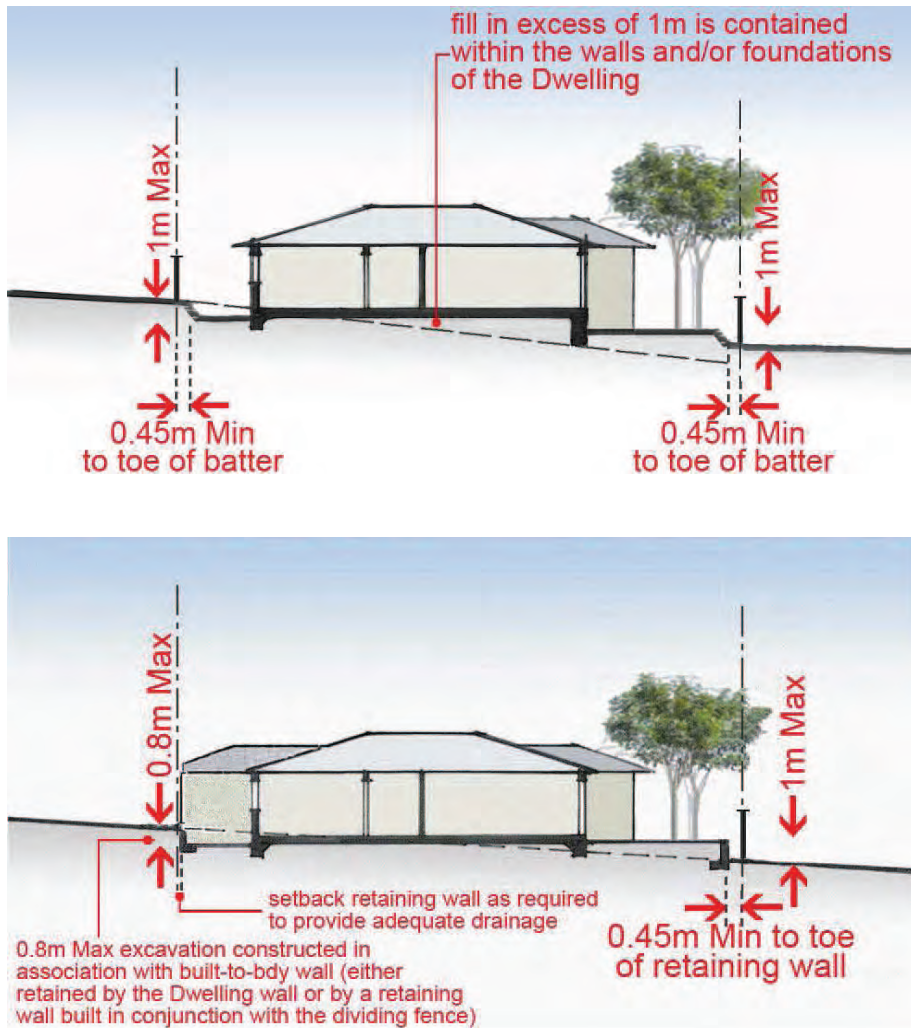 fill in excess of 1m is contained
within the walls and/or foundations
of the Dwelling
1m Max
1m Max
0.45m Min
to toe of batter
0.45m Min
to toe of batter
0.8m Max
1m Max
setback retaining wall as required
to provide adequate drainage
0.8m Max excavation constructed in
association with built-to-bdy wall (either
retained by the Dwelling wall or by a retaining
wall built in conjunction with the dividing fence)
0.45m Min to toe
of retaining wall